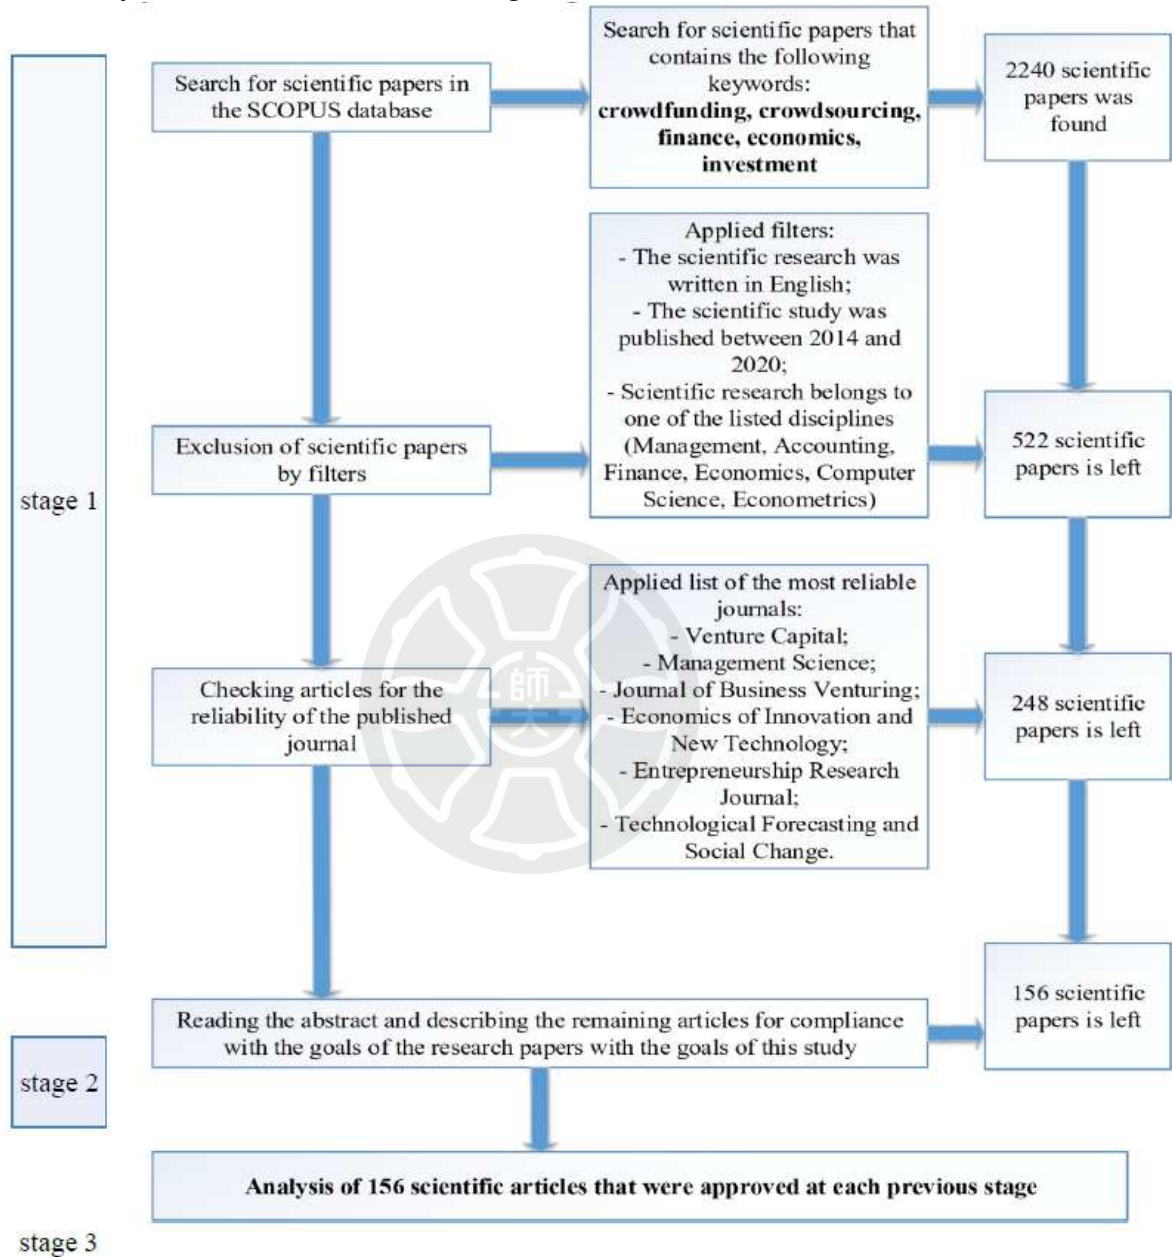 Search for scientific papers in
the SCOPUS database
Search for scientific papers that
contains the following
keywords:
crowdfunding, crowdsourcing,
finance, economics,
investment
2240 scientific
papers was
found
stage 1
Exclusion of scientific papers
by filters
Applied filters:
- The scientific research was
written in English;
- The scientific study was
published between 2014 and
2020;
- Scientific research belongs to
one of the listed disciplines
(Management, Accounting,
Finance, Economics, Computer
Science, Econometrics)
522 scientific
papers is left
Checking articles for the
reliability of the published
journal
Applied list of the most reliable
journals:
- Venture Capital;
- Management Science;
- Journal of Business Venturing;
- Economics of Innovation and
New Technology;
- Entrepreneurship Research
Journal;
- Technological Forecasting and
Social Change.
248 scientific
papers is left
師大
stage 2
Reading the abstract and describing the remaining articles for compliance
with the goals of the research papers with the goals of this study
156 scientific
papers is left
Analysis of 156 scientific articles that were approved at each previous stage
stage 3